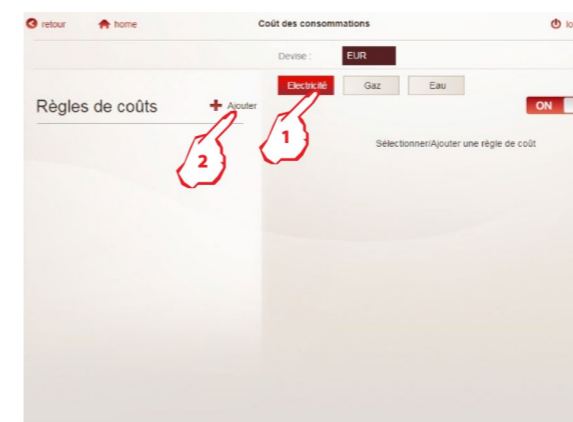 retour home Coût des consommations lo
Devise : EUR
Electricité Gaz Eau
Règles de coûts Ajouter ON
1
2
Sélectionner/Ajouter une règle de coût